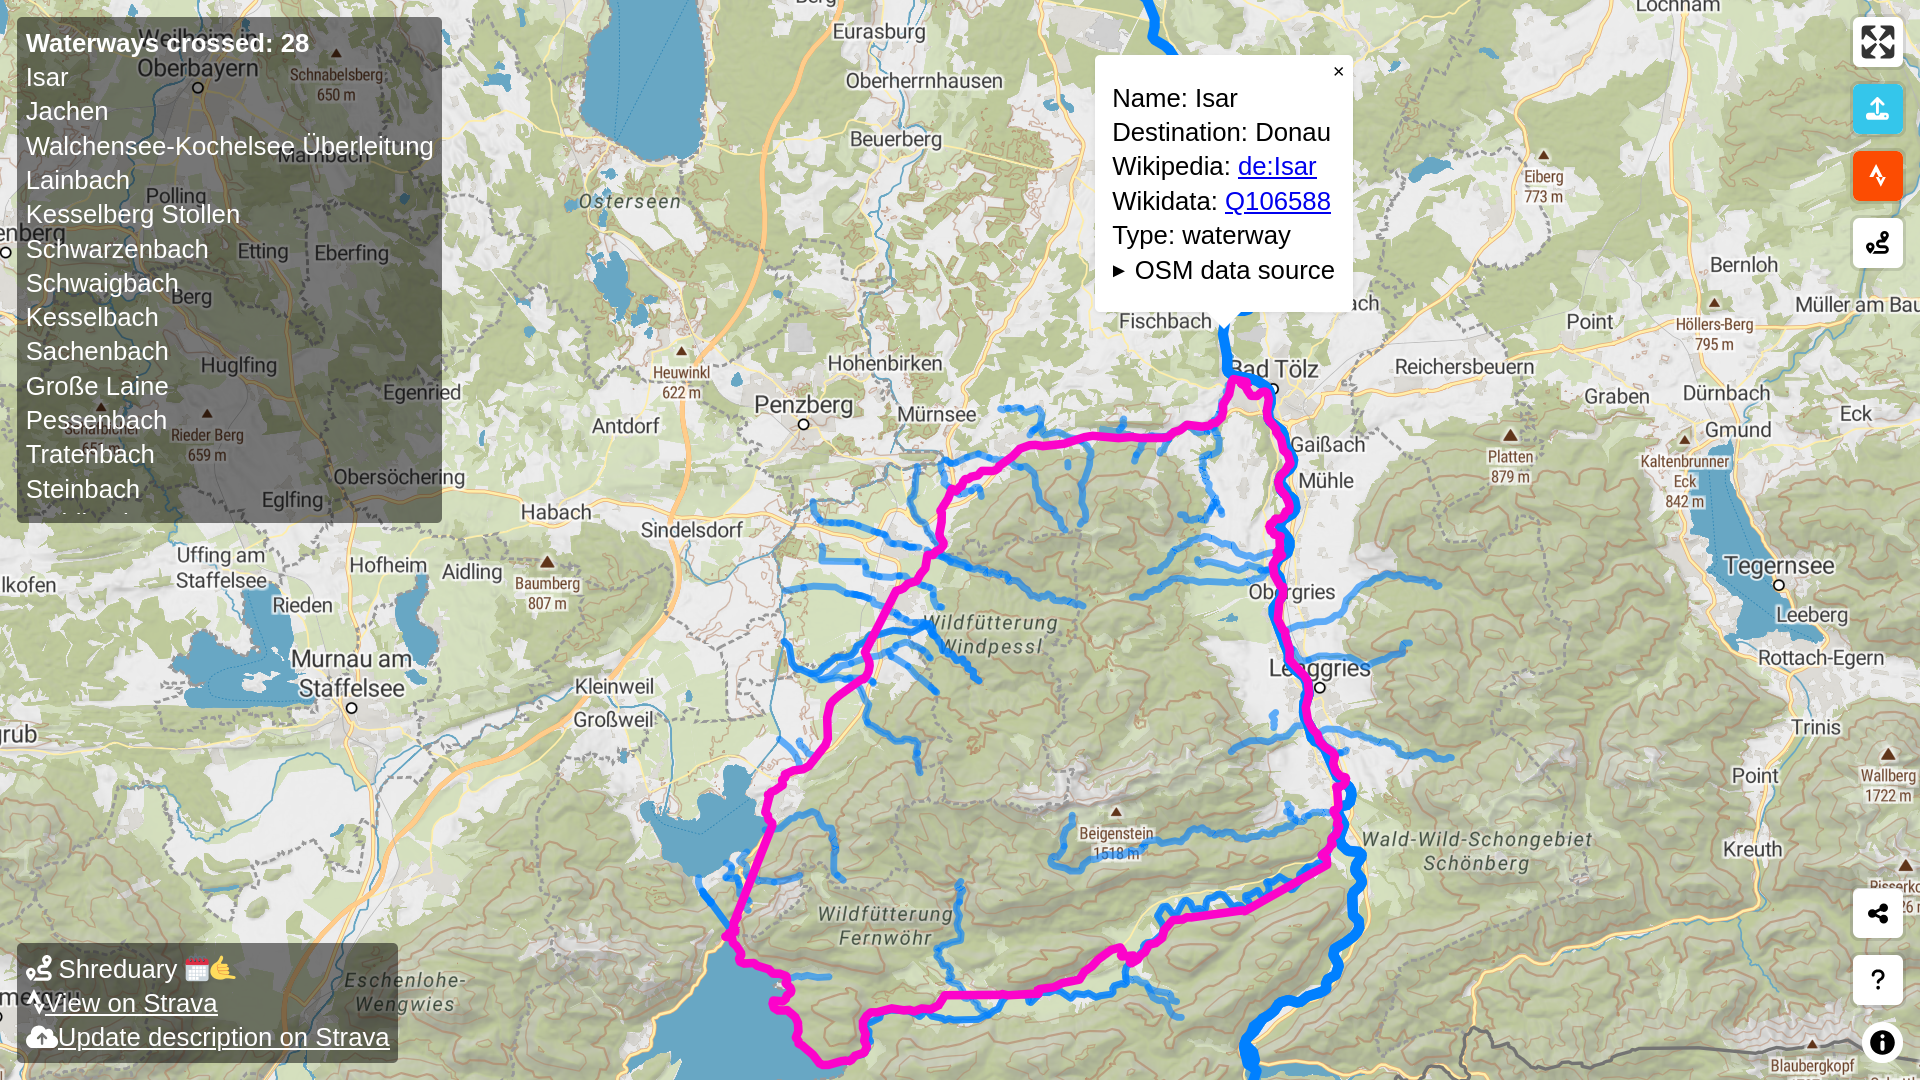 Waterways crossed: 28
Isar
Jachen
Walchensee-Kochelsee Überleitung
Lainbach
Kesselberg Stollen
Schwarzenbach
Schwaigbach
Kesselbach
Sachenbach
Große Laine
Pessenbach
Tratenbach
Steinbach
Weilheim in
Oberbayern
Schnabelsberg
650 m
Marnbach
Polling
Etting
Eberfing
Berg
Huglfing
Egenried
Rieder Berg
659 m
Obersöchering
Eglfing
Eurasburg
Oberherrnhausen
Beuerberg
Osterseen
Lochham
×
Name: Isar
Destination: Donau
Wikipedia: de:Isar
Wikidata: Q106588
Type: waterway
▶ OSM data source
Eiberg
773 m
Bernloh
Müller am Bau
Höllers-Berg
795 m
Point
Fischbach
Bad Tölz
Reichersbeuern
Graben
Dürnbach
Eck
Gmund
Hohenbirken
Heuwinkl
622 m
Penzberg
Mürnsee
Antdorf
Gaißach
Mühle
Platten
879 m
Kaltenbrunner
Eck
842 m
Habach
Sindelsdorf
Uffing am
Staffelsee
Hofheim
Aidling
Baumberg
807 m
lkofen
Rieden
Tegernsee
Leeberg
Rottach-Egern
Obergries
Wildfütterung
Windpessl
Murnau am
Staffelsee
Kleinweil
Großweil
Lenggries
Trinis
Point
Wallberg
1722 m
Beigenstein
1518 m
Wald-Wild-Schongebiet
Schönberg
Kreuth
Wildfütterung
Fernwöhr
Eschenlohe-
Wengwies
Shreduary 🗓️🤙
View on Strava
Update description on Strava
Blaubergkopf
?